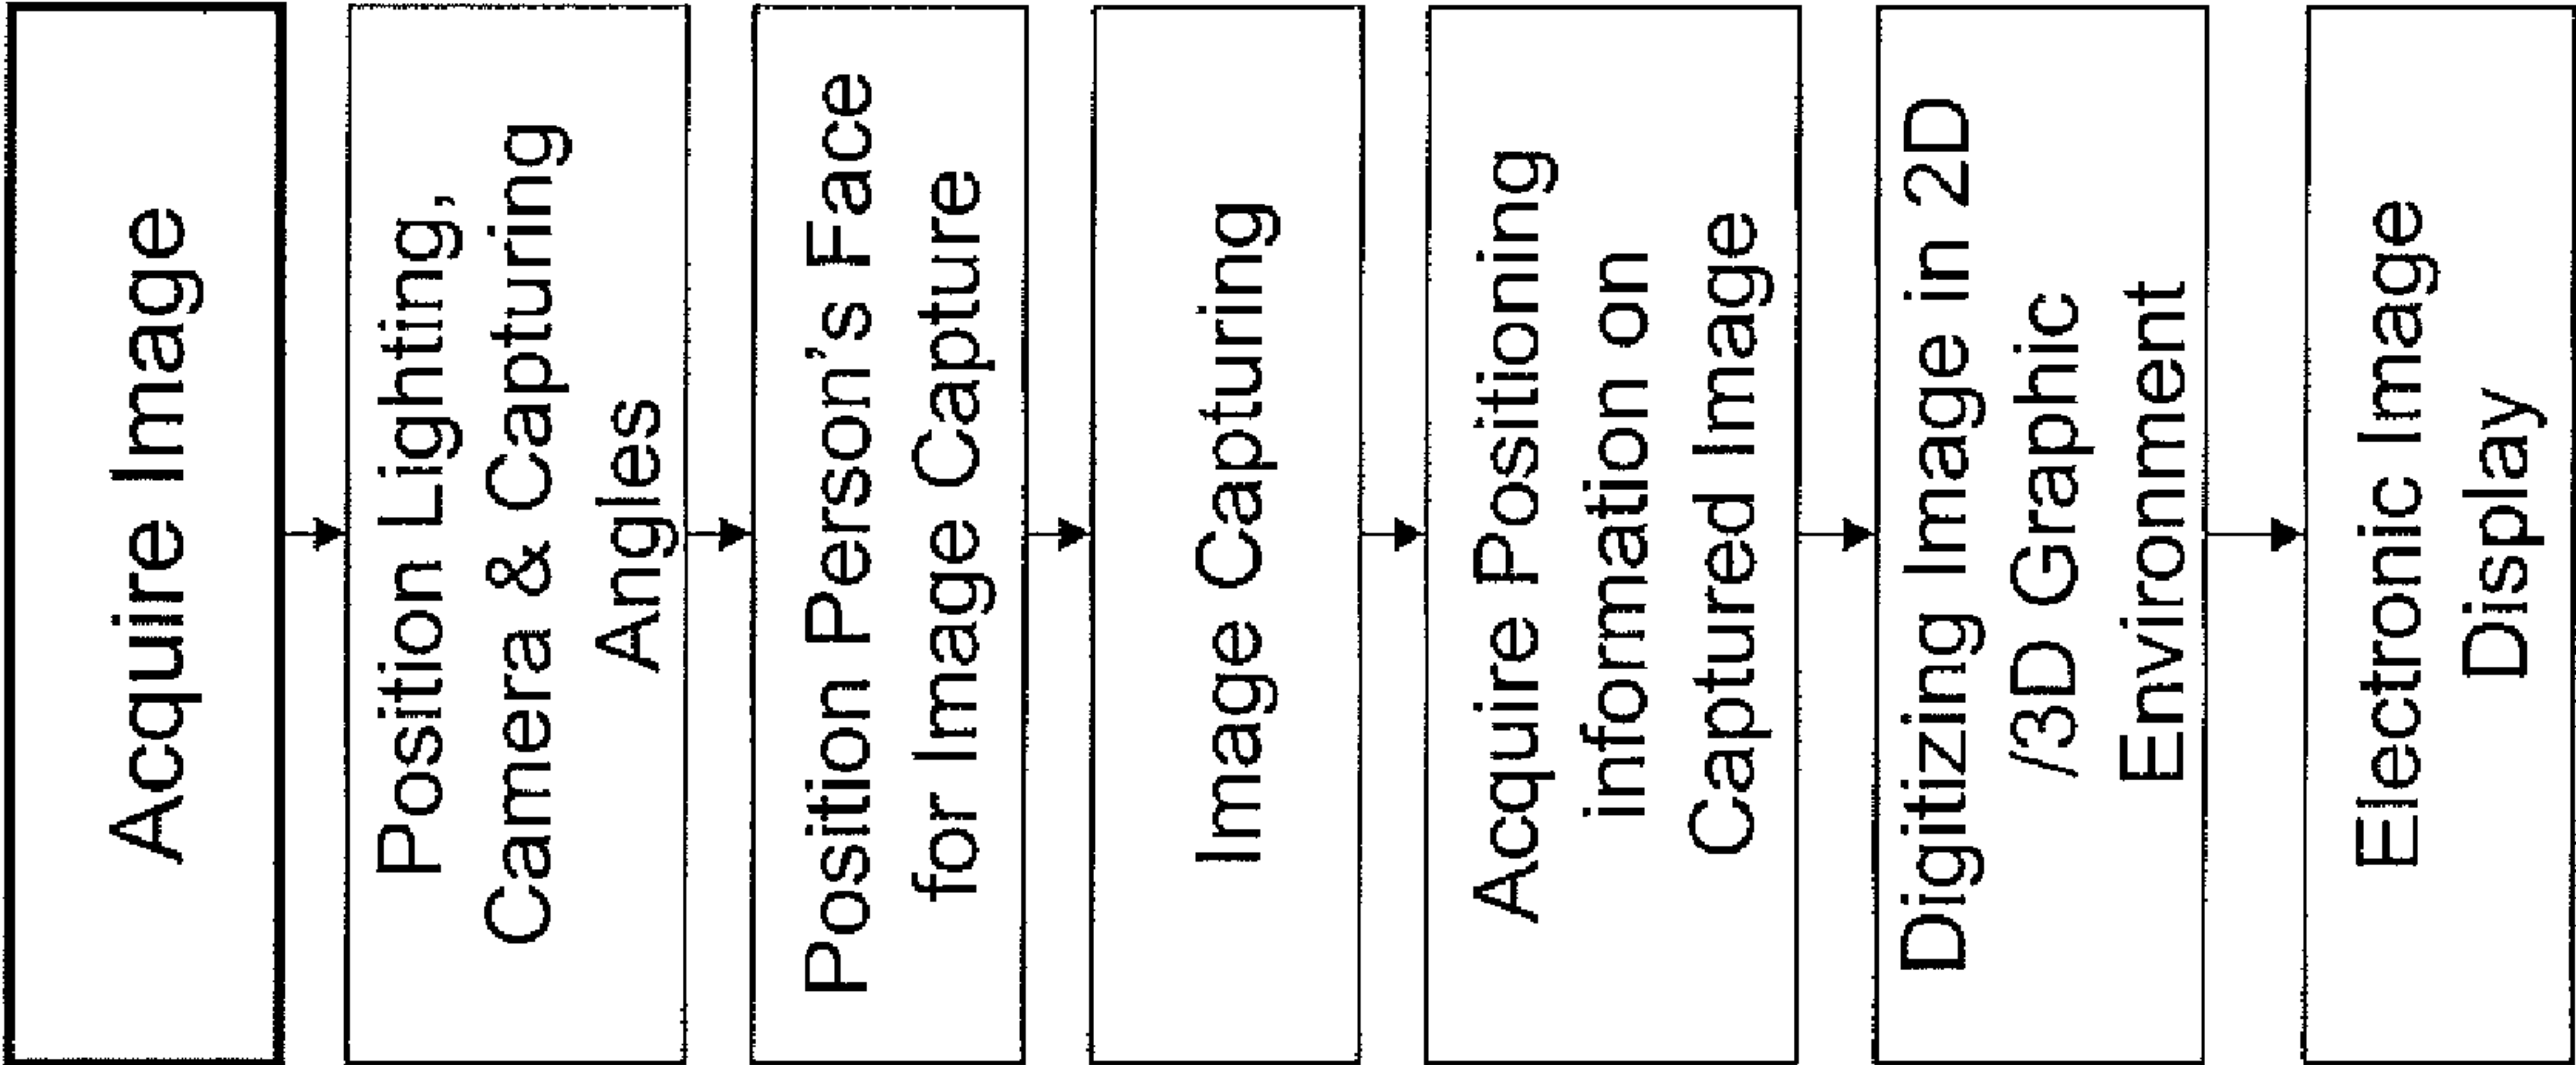 Acquire Image
Position Lighting,
Camera & Capturing
Angles
Position Person's Face
for Image Capture
Image Capturing
Acquire Positioning
information on
Captured Image
Digitizing Image in 2D
/3D Graphic
Environment
Electronic Image
Display